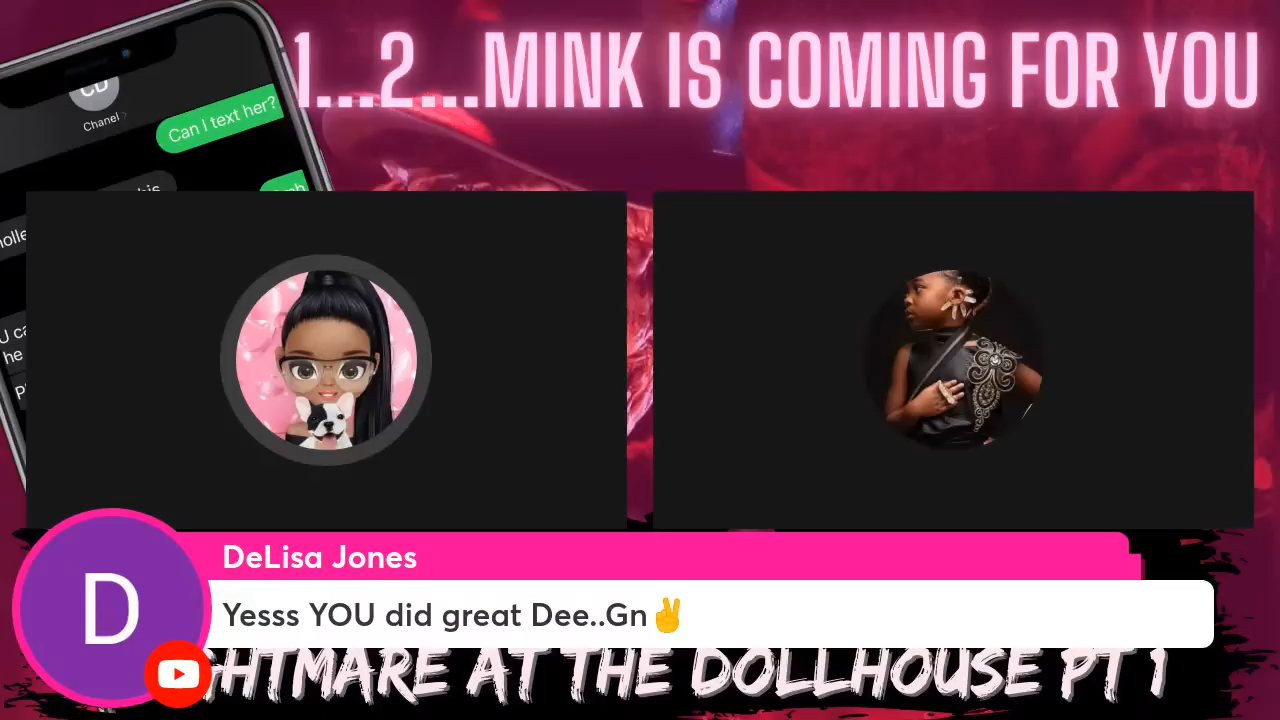 1...2...MINK IS COMING FOR YOU
CD
Chanel
Can I text her?
DeLisa Jones
Yesss YOU did great Dee..Gn✌
D
GHTMARE AT THE DOLLHOUSE PT 1